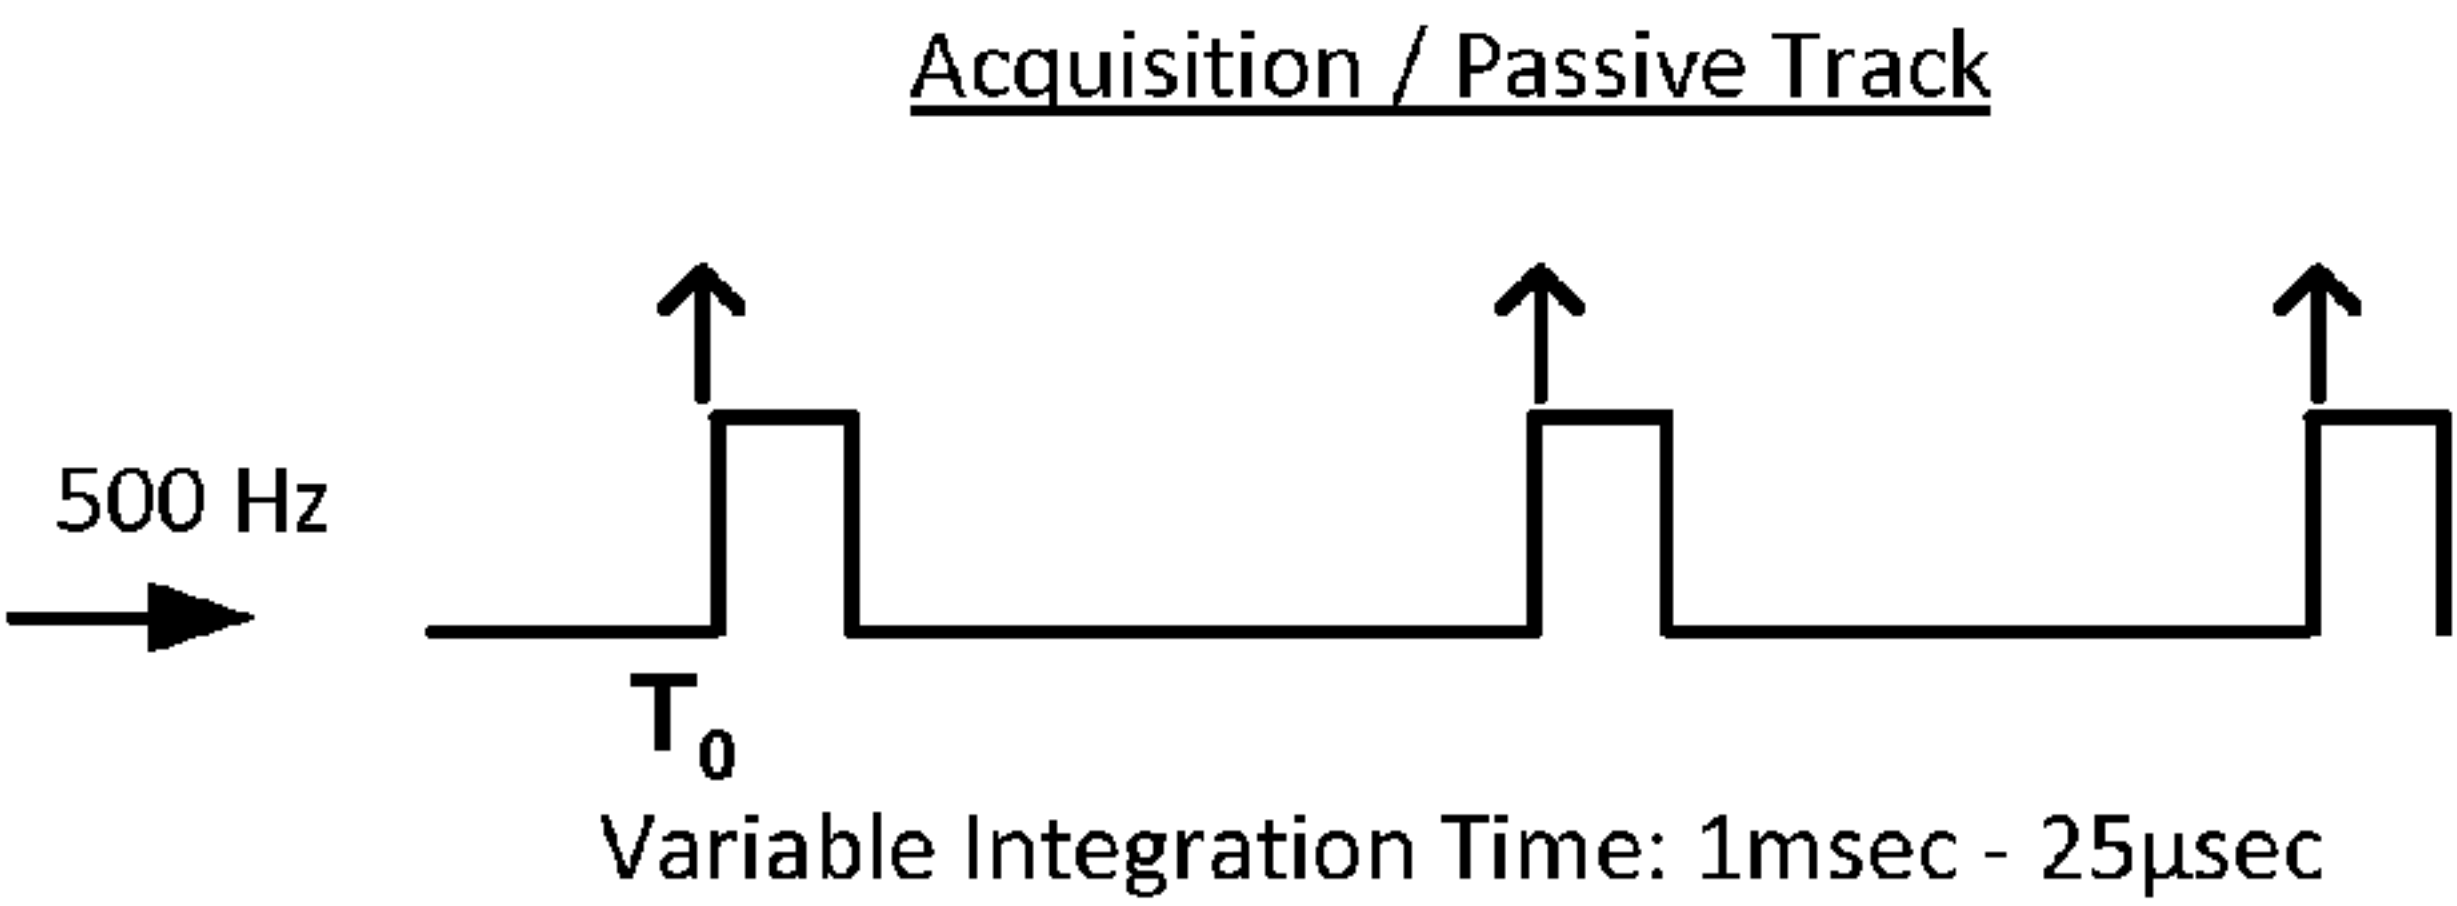 Acquisition / Passive Track
500 Hz
T₀
Variable Integration Time: 1msec - 25µsec